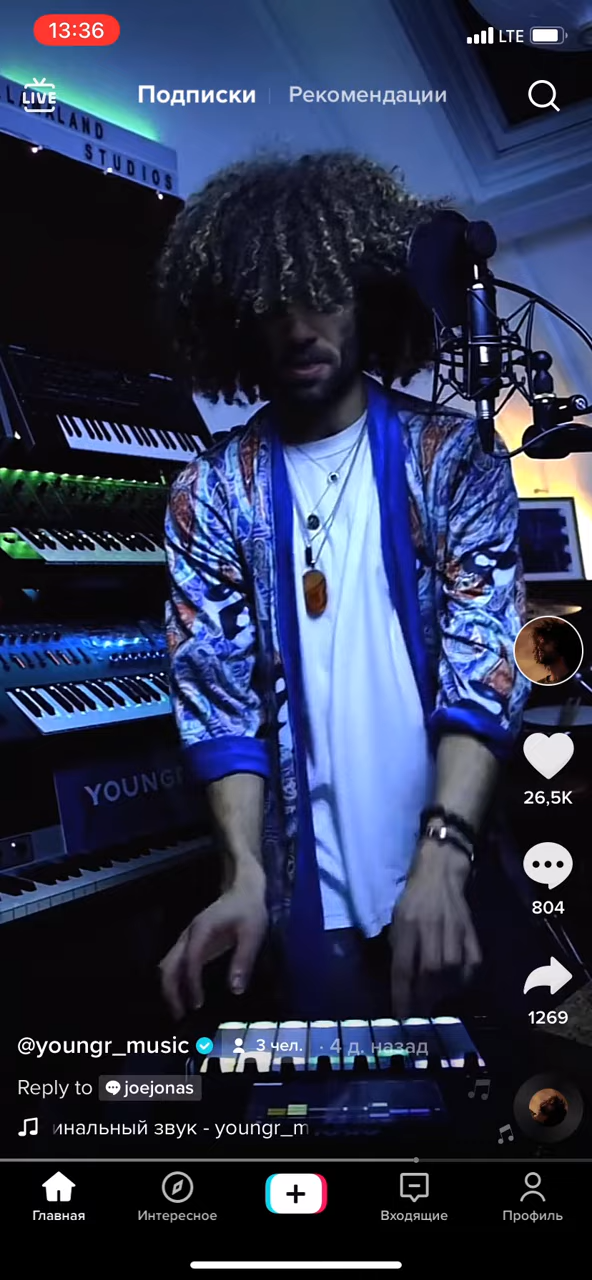 13:36
LTE
LIVE
Подписки
Рекомендации
LAND
STUDIOS
YOUNGR
26,5K
804
1269
@youngr_music
3 чел.
· 4 д. назад
Reply to joejonas
инальный звук - youngr_m
Главная
Интересное
Входящие
Профиль